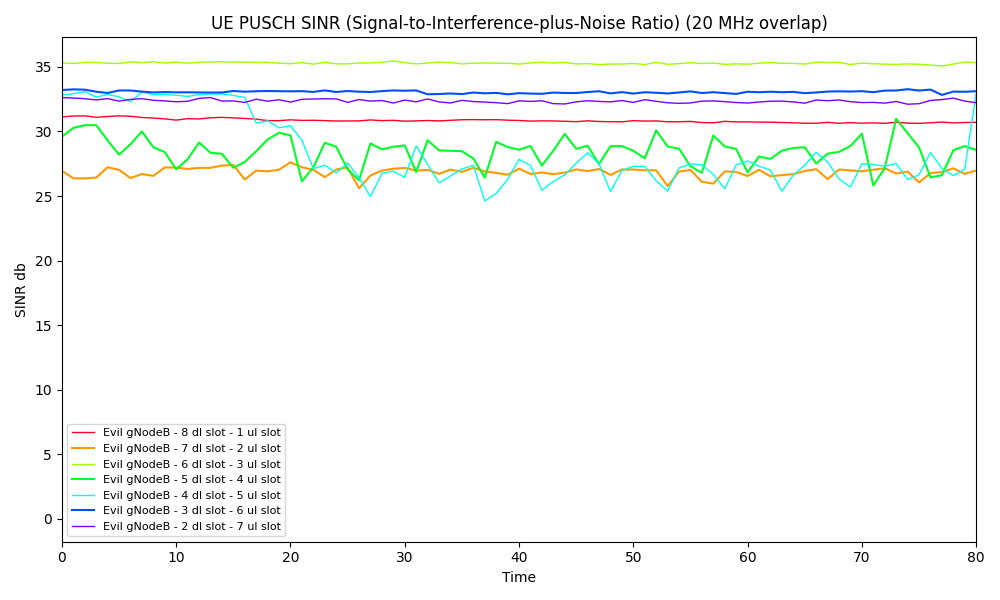 UE PUSCH SINR (Signal-to-Interference-plus-Noise Ratio) (20 MHz overlap)
SINR db
35
30
25
20
15
10
5
0
Evil gNodeB - 8 dl slot - 1 ul slot
Evil gNodeB - 7 dl slot - 2 ul slot
Evil gNodeB - 6 dl slot - 3 ul slot
Evil gNodeB - 5 dl slot - 4 ul slot
Evil gNodeB - 4 dl slot - 5 ul slot
Evil gNodeB - 3 dl slot - 6 ul slot
Evil gNodeB - 2 dl slot - 7 ul slot
0 10 20 30 40 50 60 70 80
Time